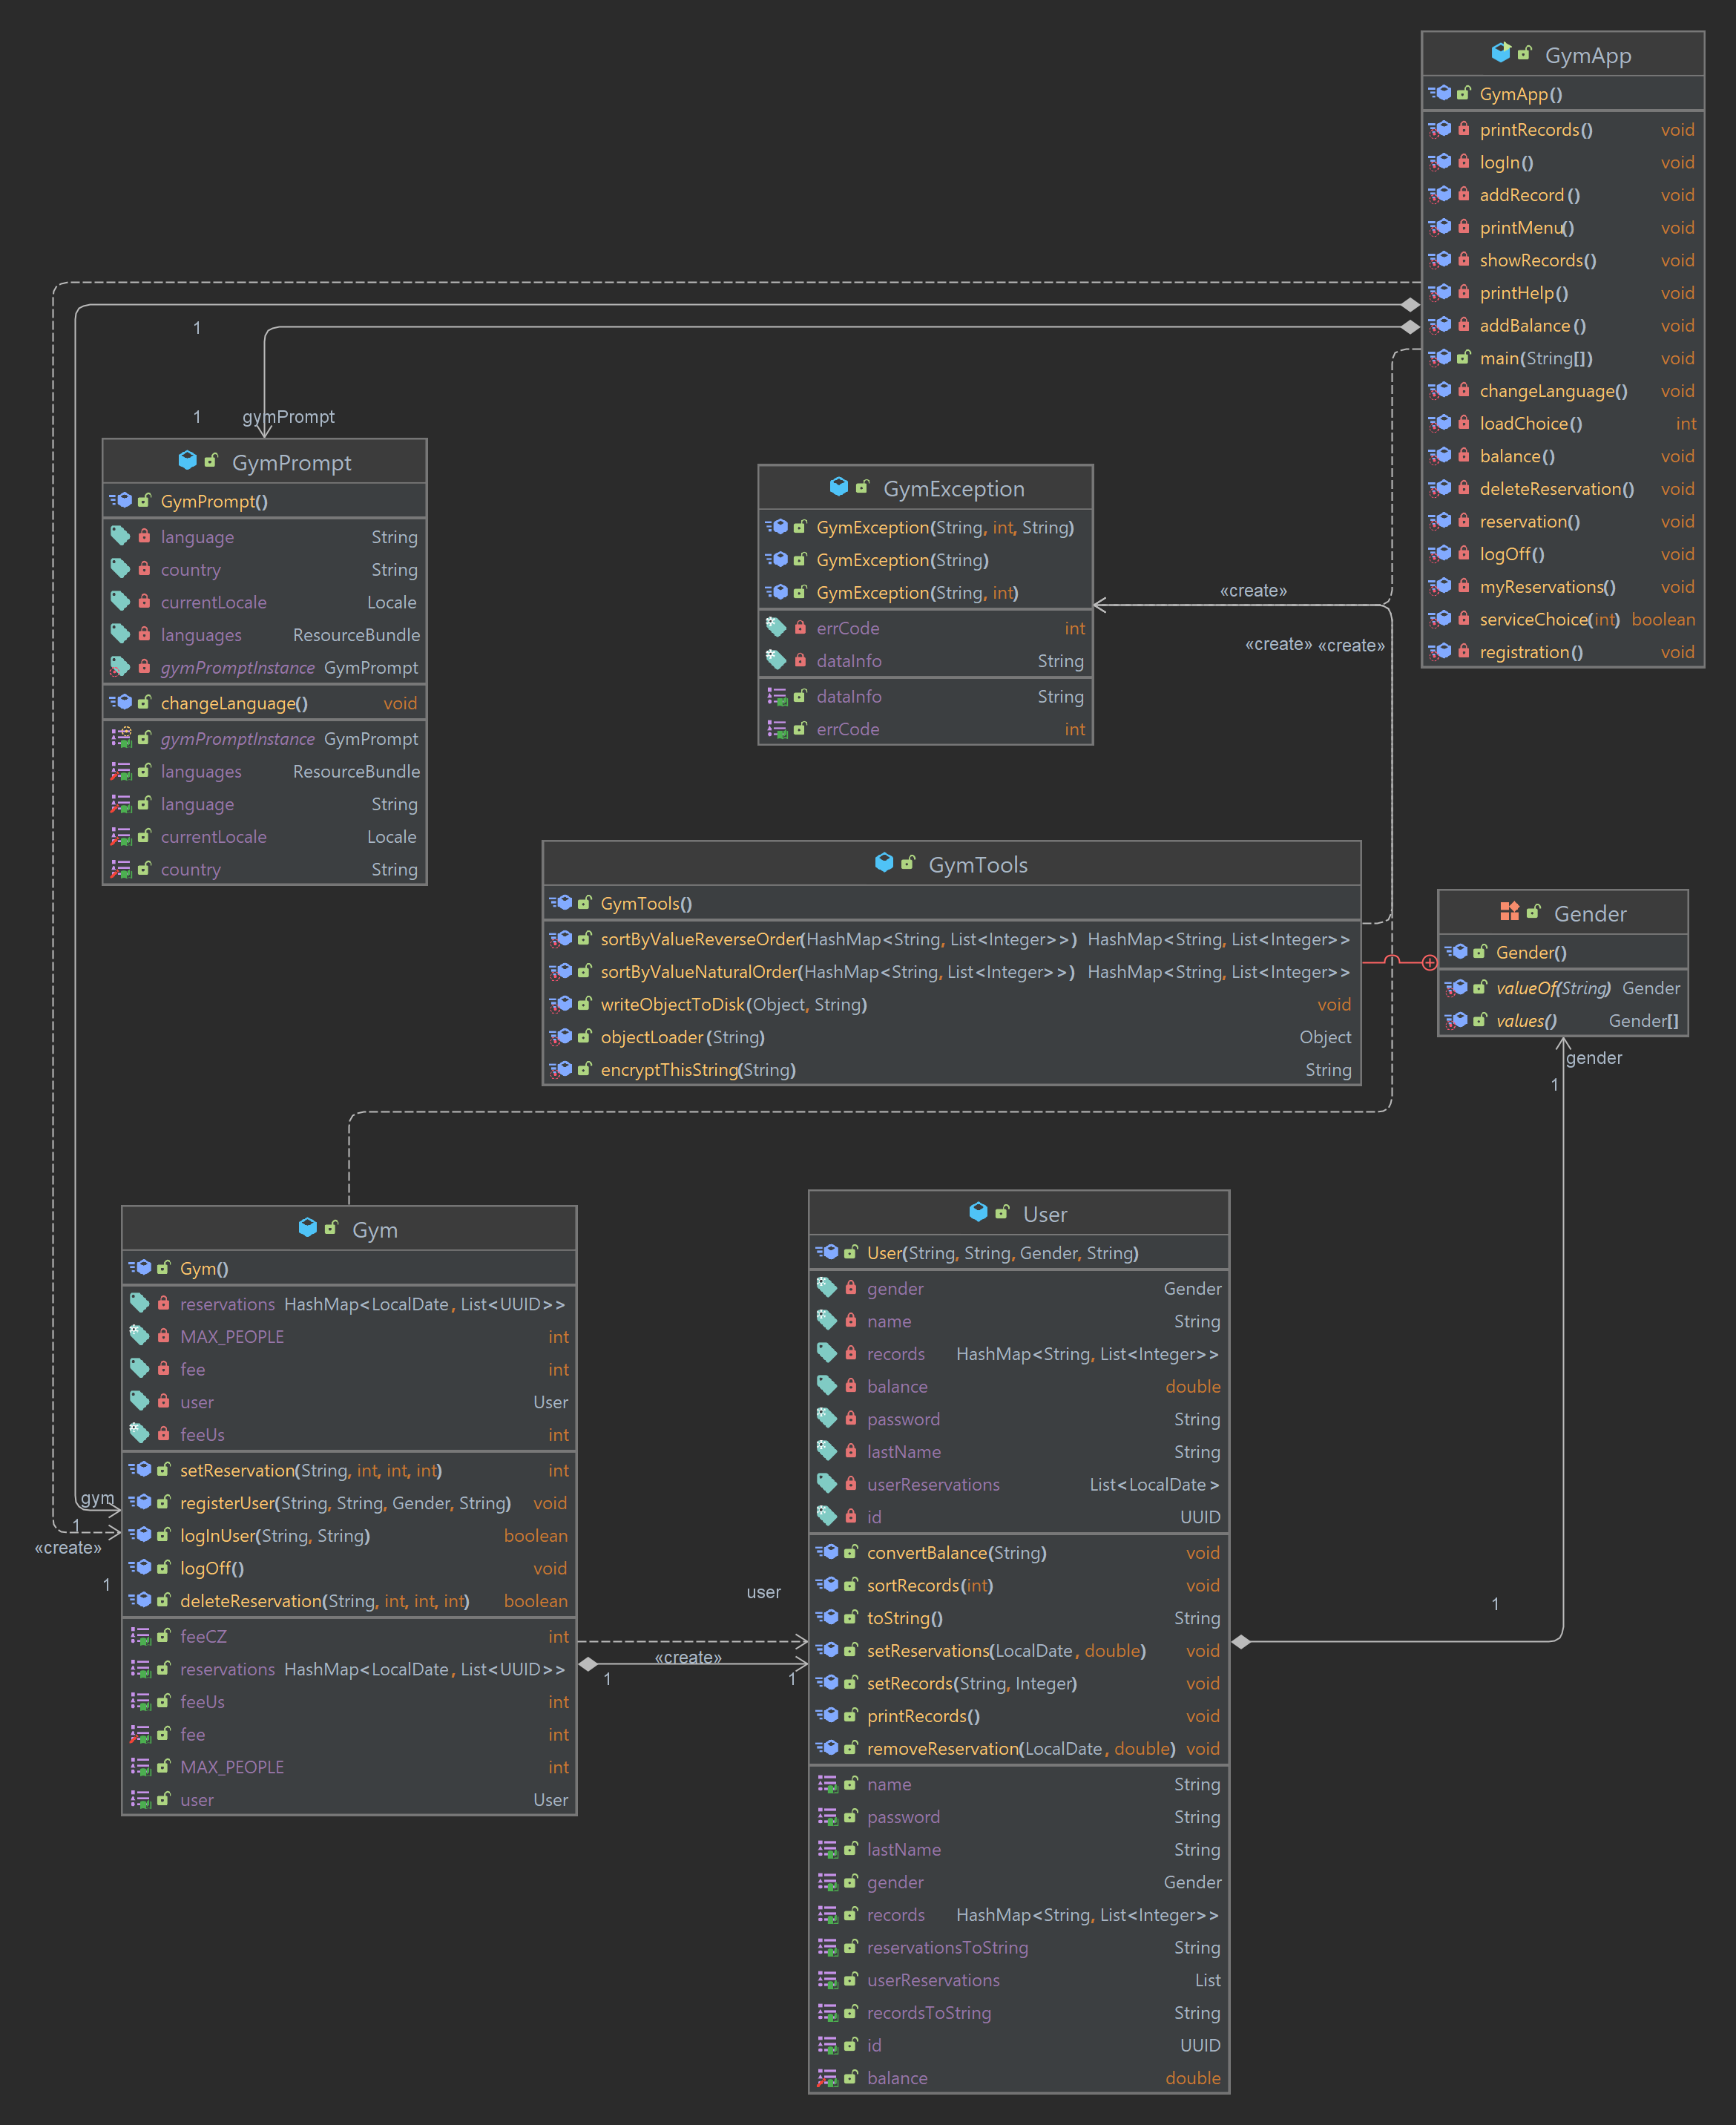 GymApp
GymApp()
printRecords() void
logIn() void
addRecord() void
printMenu() void
showRecords() void
printHelp() void
addBalance() void
main(String[]) void
changeLanguage() void
loadChoice() int
balance() void
deleteReservation() void
reservation() void
logOff() void
myReservations() void
serviceChoice(int) boolean
registration() void
1
1
gymPrompt
GymPrompt
GymPrompt()
language String
country String
currentLocale Locale
languages ResourceBundle
gymPromptInstance GymPrompt
changeLanguage() void
gymPromptInstance GymPrompt
languages ResourceBundle
language String
currentLocale Locale
country String
GymException
GymException(String, int, String)
GymException(String)
GymException(String, int)
errCode int
dataInfo String
dataInfo String
errCode int
«create»
«create» «create»
GymTools
GymTools()
sortByValueReverseOrder(HashMap<String, List<Integer>>) HashMap<String, List<Integer>>
sortByValueNaturalOrder(HashMap<String, List<Integer>>) HashMap<String, List<Integer>>
writeObjectToDisk(Object, String) void
objectLoader(String) Object
encryptThisString(String) String
Gender
Gender()
valueOf(String) Gender
values() Gender[]
gender
1
Gym
Gym()
reservations HashMap<LocalDate, List<UUID>>
MAX_PEOPLE int
fee int
user User
feeUs int
setReservation(String, int, int, int) int
registerUser(String, String, Gender, String) void
logInUser(String, String) boolean
logOff() void
deleteReservation(String, int, int, int) boolean
feeCZ int
reservations HashMap<LocalDate, List<UUID>>
feeUs int
fee int
MAX_PEOPLE int
user User
gym
1
«create»
1
user
«create»
1
1
User
User(String, String, Gender, String)
gender Gender
name String
records HashMap<String, List<Integer>>
balance double
password String
lastName String
userReservations List<LocalDate>
id UUID
convertBalance(String) void
sortRecords(int) void
toString() String
setReservations(LocalDate, double) void
setRecords(String, Integer) void
printRecords() void
removeReservation(LocalDate, double) void
name String
password String
lastName String
gender Gender
records HashMap<String, List<Integer>>
reservationsToString String
userReservations List
recordsToString String
id UUID
balance double
1